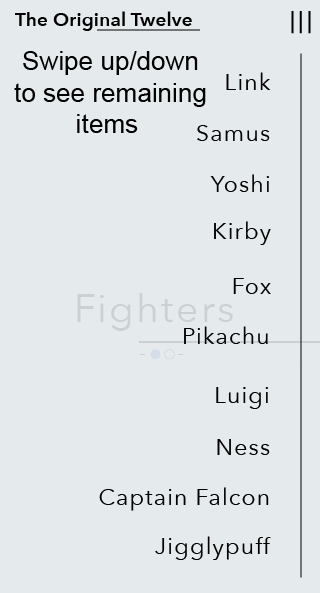 The Original Twelve
Swipe up/down
to see remaining
items
Link
Samus
Yoshi
Kirby
Fox
Fighters
Pikachu
Luigi
Ness
Captain Falcon
Jigglypuff